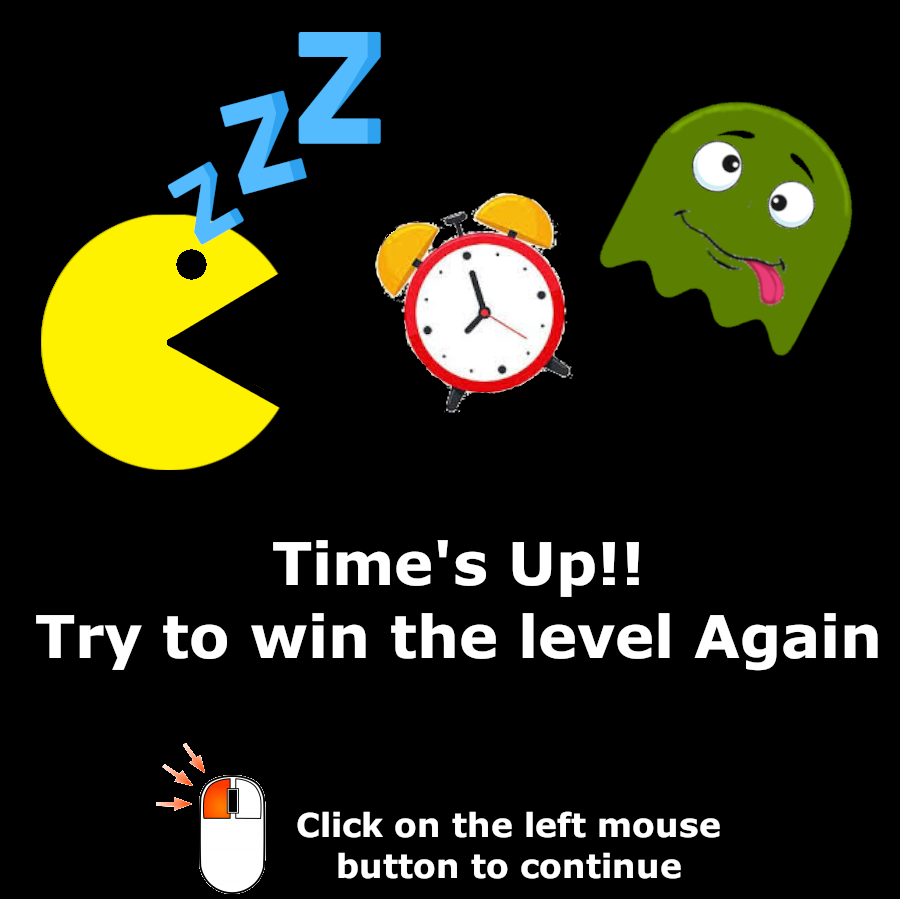 Z
Z
Z
Time's Up!!
Try to win the level Again
Click on the left mouse
button to continue